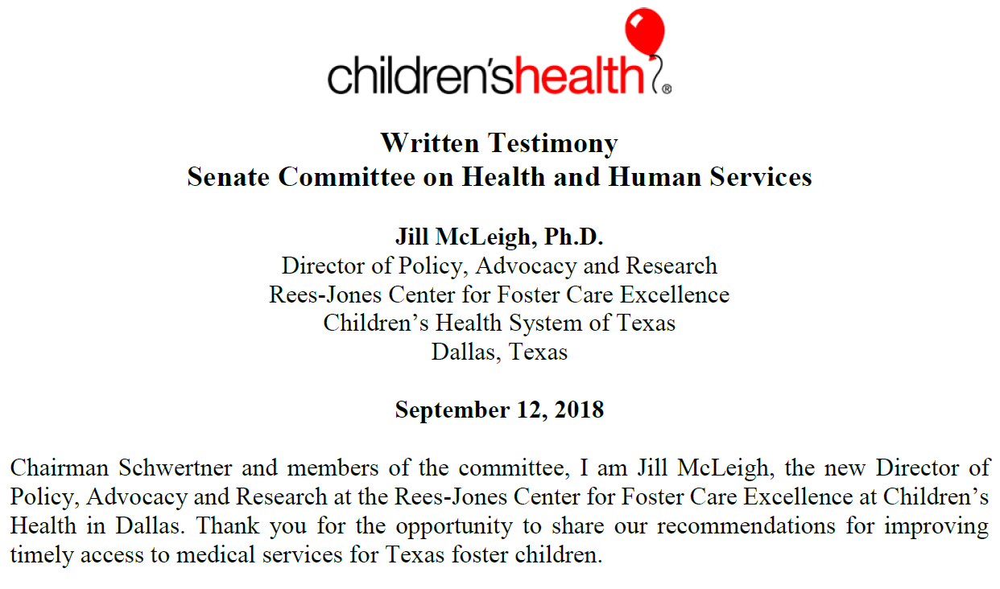 children'shealth®
Written Testimony
Senate Committee on Health and Human Services
Jill McLeigh, Ph.D.
Director of Policy, Advocacy and Research
Rees-Jones Center for Foster Care Excellence
Children’s Health System of Texas
Dallas, Texas
September 12, 2018
Chairman Schwertner and members of the committee, I am Jill McLeigh, the new Director of
Policy, Advocacy and Research at the Rees-Jones Center for Foster Care Excellence at Children’s
Health in Dallas. Thank you for the opportunity to share our recommendations for improving
timely access to medical services for Texas foster children.